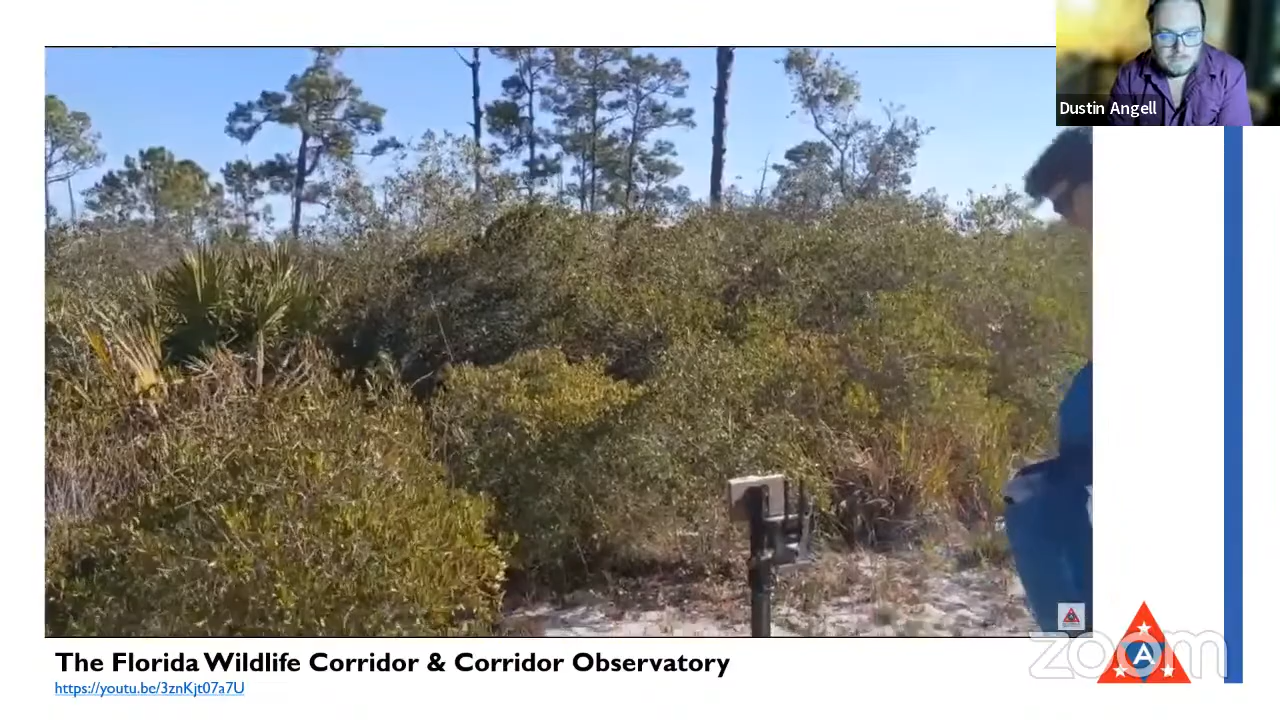 Dustin Angell
The Florida Wildlife Corridor & Corridor Observatory
https://youtu.be/3znKjt07a7U
zoom
A